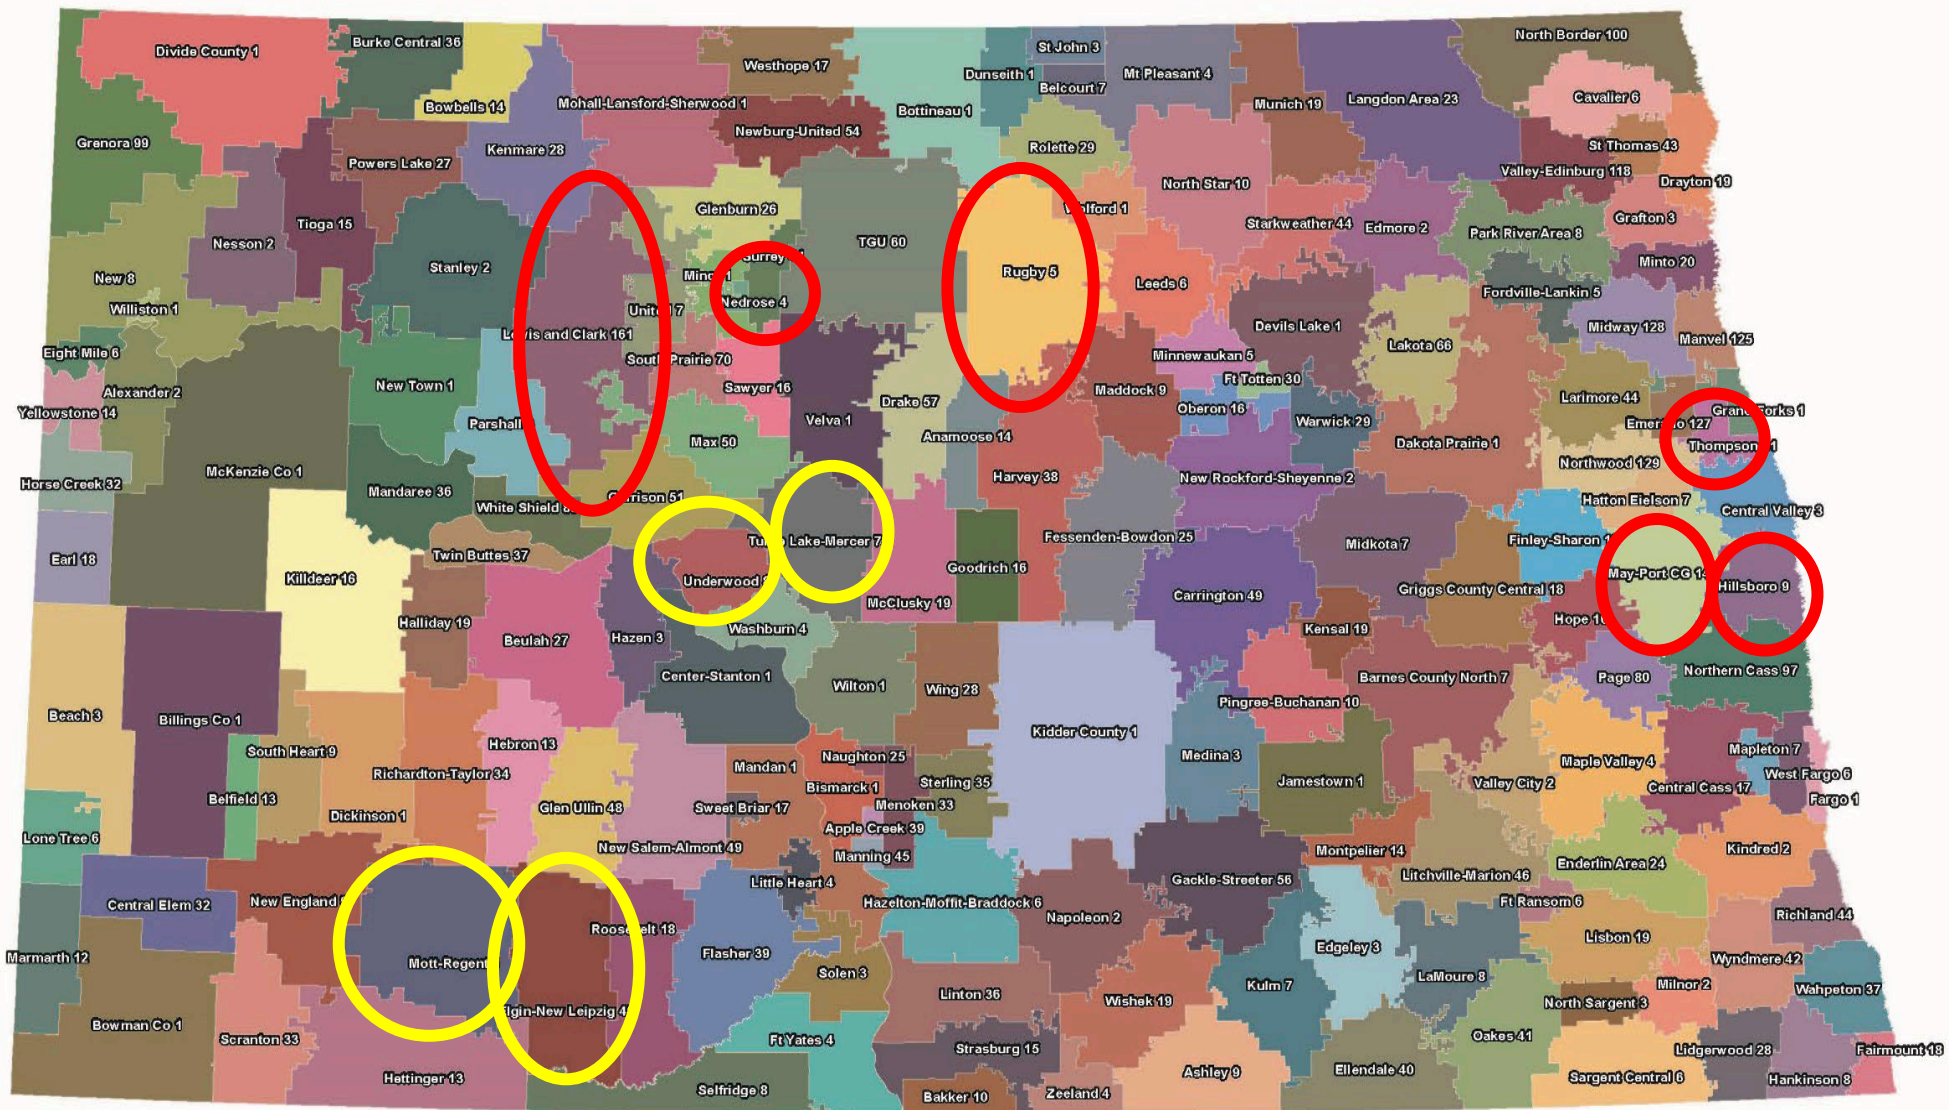 Divide County 1
Burke Central 36
Bowbells 14
Mohall-Lansford-Sherwood 1
Westhope 17
Newburg-United 54
Bottineau 1
Dunseith 1
St John 3
Belcourt 7
Mt Pleasant 4
Rolette 29
Munich 19
Langdon Area 23
North Border 100
Cavalier 6
St Thomas 43
Valley-Edinburg 118
Drayton 19
Grenora 99
Powers Lake 27
Kenmare 28
Glenburn 26
North Star 10
Wolford 1
Starkweather 44
Edmore 2
Park River Area 8
Grafton 3
Nesson 2
Tioga 15
Stanley 2
TGU 60
Surrey
Rugby 5
Leeds 6
Minto 20
New 8
Williston 1
Lewis and Clark 161
United 7
Nedrose 4
Devils Lake 1
Lakota 66
Fordville-Lankin 5
Midway 128
Manvel 125
Eight Mile 6
Alexander 2
New Town 1
South Prairie 70
Sawyer 16
Minnewaukan 5
Ft Totten 30
Yellowstone 14
Parshall
Max 50
Velva 1
Drake 57
Anamoose 14
Maddock 9
Oberon 16
Warwick 29
Dakota Prairie 1
Larimore 44
Emerado 127
Grand Forks 1
Thompson
Northwood 129
McKenzie Co 1
Horse Creek 32
Mandaree 36
White Shield
Garrison 51
Harvey 38
New Rockford-Sheyenne 2
Hatton Eielson 7
Central Valley 3
Earl 18
Killdeer 16
Twin Buttes 37
Underwood
Lake-Mercer 7
Goodrich 16
Fessenden-Bowdon 25
Midkota 7
Finley-Sharon
May-Port CG
Hillsboro 9
Halliday 19
Beulah 27
Hazen 3
Washburn 4
McClusky 19
Carrington 49
Kensal 19
Griggs County Central 18
Hope
Beach 3
Billings Co 1
Center-Stanton 1
Wilton 1
Wing 28
Kidder County 1
Pingree-Buchanan 10
Barnes County North 7
Page 80
Northern Cass 97
South Heart 9
Belfield 13
Dickinson 1
Richardton-Taylor 34
Hebron 13
Glen Ullin 48
New Salem-Almont 49
Mandan 1
Sweet Briar 17
Naughton 25
Bismarck 1
Menoken 33
Apple Creek 39
Manning 45
Sterling 35
Medina 3
Jamestown 1
Valley City 2
Maple Valley 4
Mapleton 7
West Fargo 6
Central Cass 17
Fargo 1
Lone Tree 6
Central Elem 32
New England
Little Heart 4
Hazelton-Moffit-Braddock 6
Napoleon 2
Gackle-Streeter 56
Montpelier 14
Litchville-Marion 46
Enderlin Area 24
Kindred 2
Ft Ransom 6
Richland 44
Marmarth 12
Mott-Regent
Roosevelt 18
Flasher 39
Solen 3
Linton 36
Wishek 19
Kulm 7
Edgeley 3
LaMoure 8
Lisbon 19
Wyndmere 42
Milnor 2
Wahpeton 37
North Sargent 3
Bowman Co 1
Scranton 33
Hettinger 13
Elgin-New Leipzig
Ft Yates 4
Selfridge 8
Strasburg 15
Bakker 10
Zeeland 4
Ashley 9
Ellendale 40
Oakes 41
Sargent Central 6
Lidgerwood 28
Hankinson 8
Fairmount 18